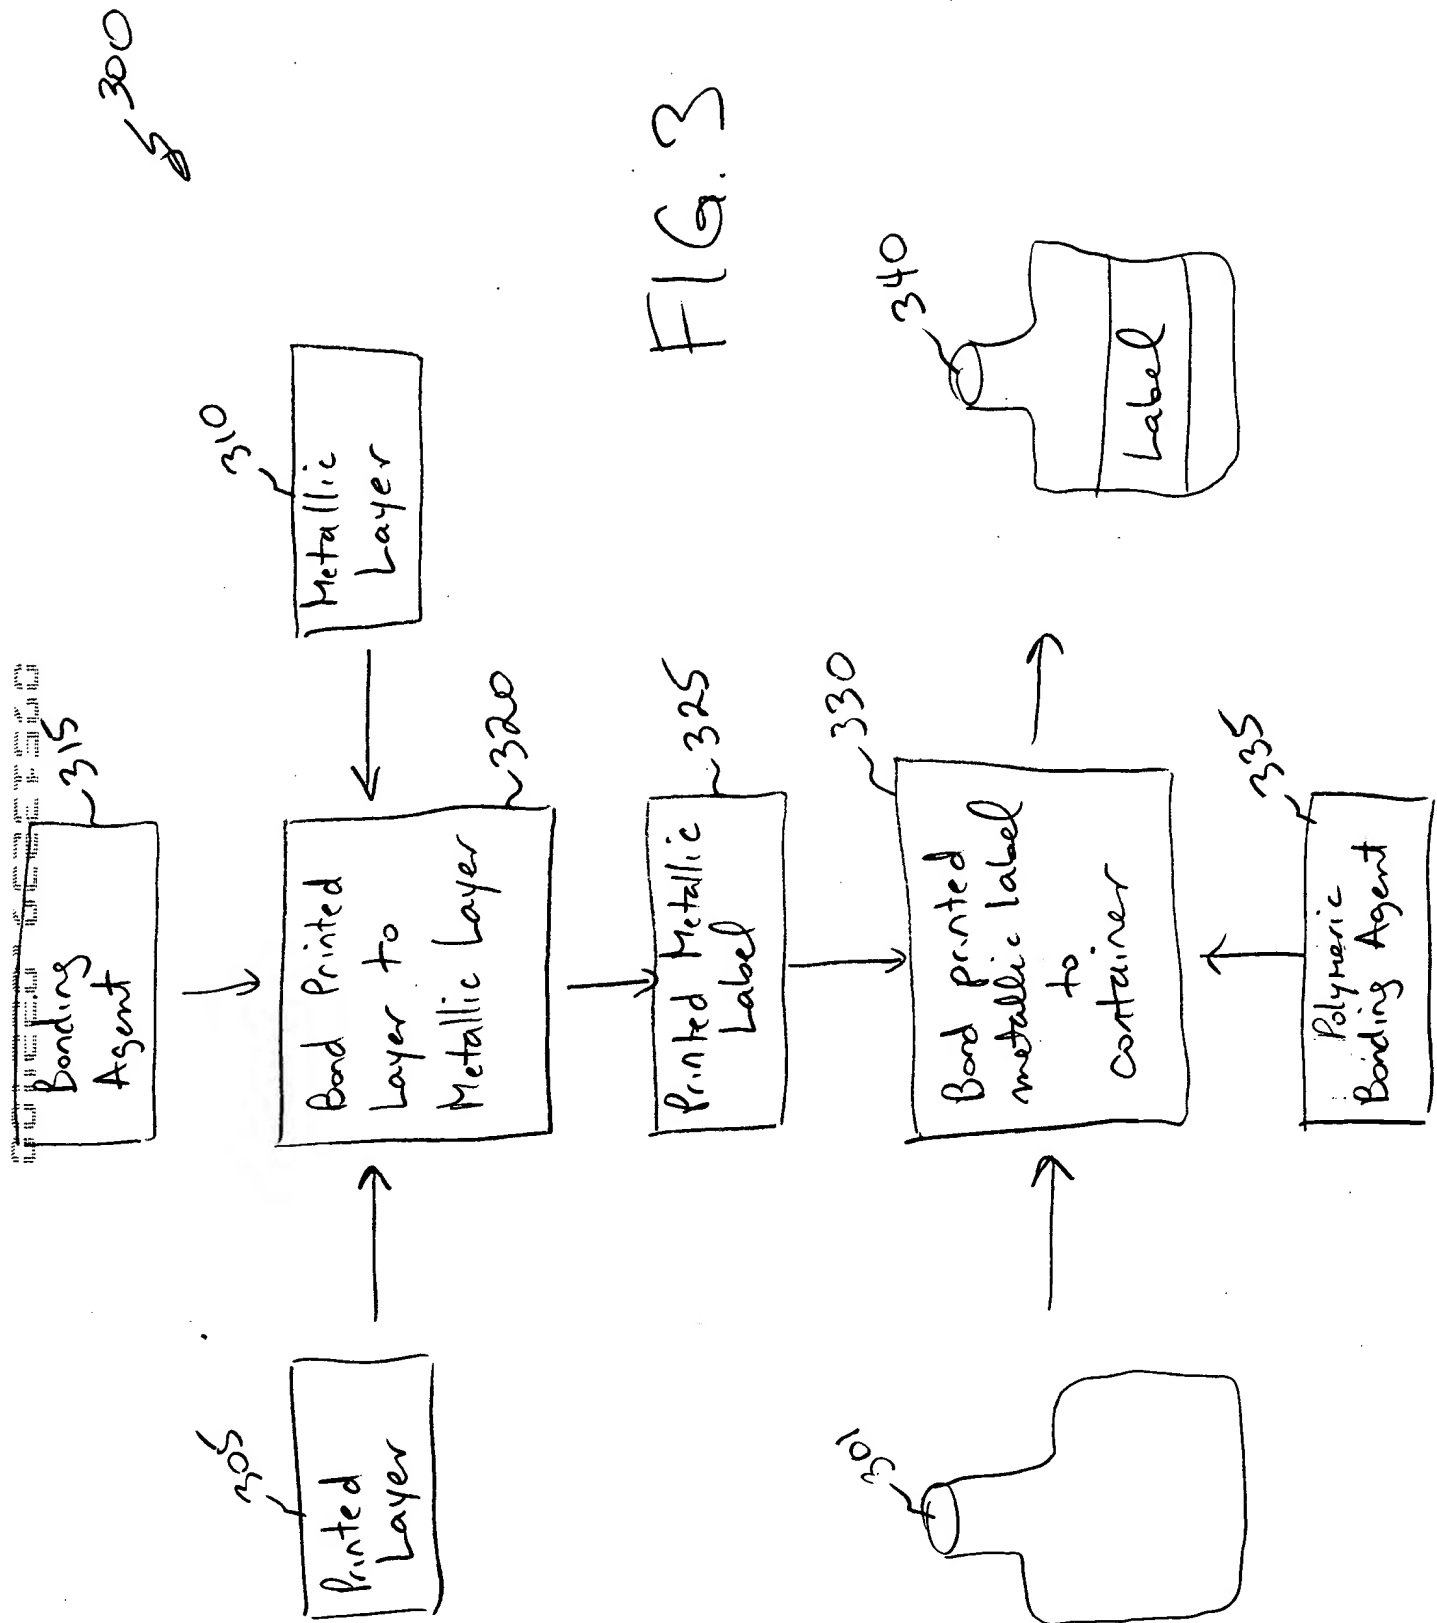 300
315
Bonding
Agent
305
Printed
Layer
Bond Printed
Layer to
Metallic Layer
320
310
Metallic
Layer
Printed Metallic
Label
325
FIG. 3
301
Bond printed
metallic label
to
container
330
340
Label
335
Polymeric
Bonding Agent